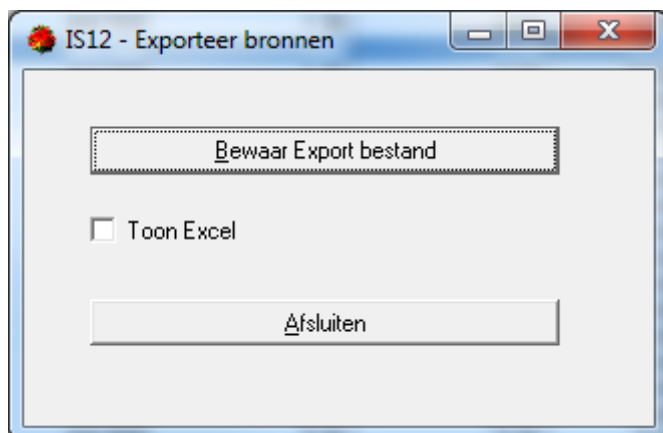 IS12 - Exporteer bronnen
Bewaar Export bestand
Toon Excel
Afsluiten